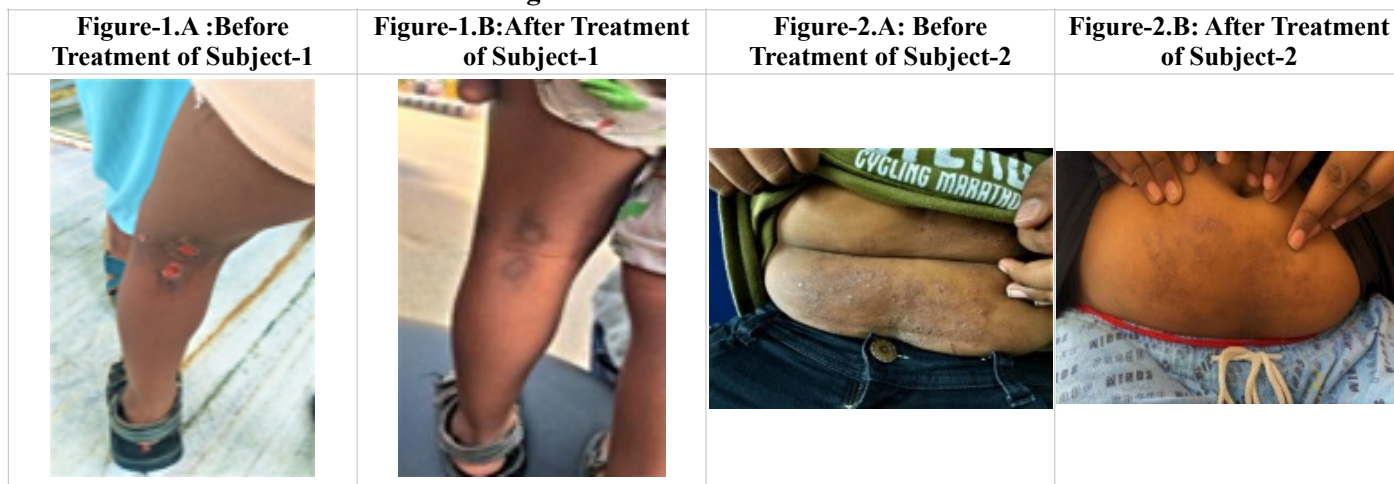 Figure-1.A :Before
Treatment of Subject-1
Figure-1.B:After Treatment
of Subject-1
Figure-2.A: Before
Treatment of Subject-2
Figure-2.B: After Treatment
of Subject-2
CYCLING MARATHO